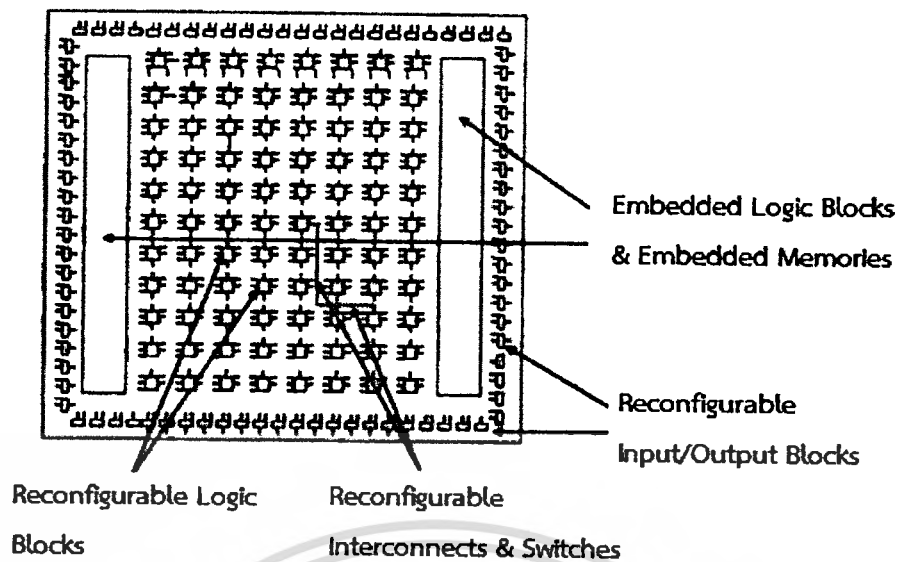 Embedded Logic Blocks
& Embedded Memories
Reconfigurable
Input/Output Blocks
Reconfigurable Logic
Blocks
Reconfigurable
Interconnects & Switches